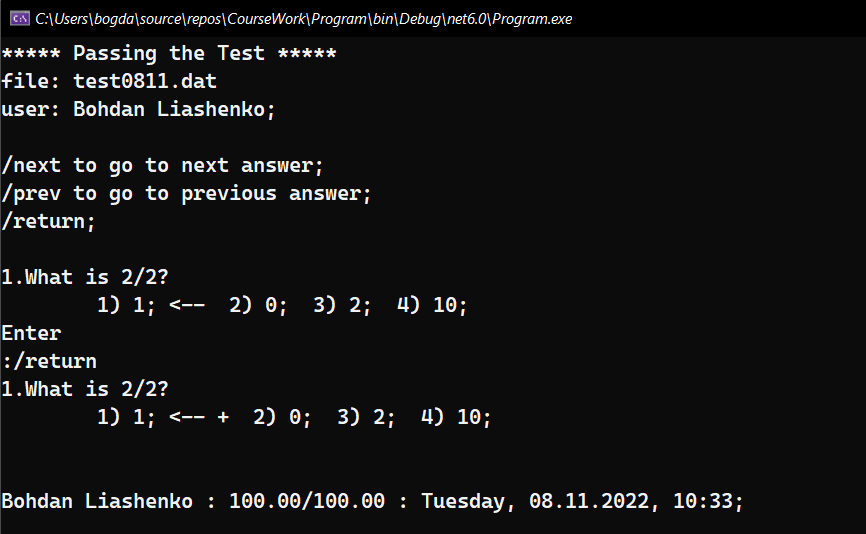 C:\Users\bogda\source\repos\CourseWork\Program\bin\Debug\net6.0\Program.exe
***** Passing the Test *****
file: test0811.dat
user: Bohdan Liashenko;
/next to go to next answer;
/prev to go to previous answer;
/return;
1.What is 2/2?
1) 1; <-- 2) 0; 3) 2; 4) 10;
Enter
:/return
1.What is 2/2?
1) 1; <-- + 2) 0; 3) 2; 4) 10;
Bohdan Liashenko : 100.00/100.00 : Tuesday, 08.11.2022, 10:33;